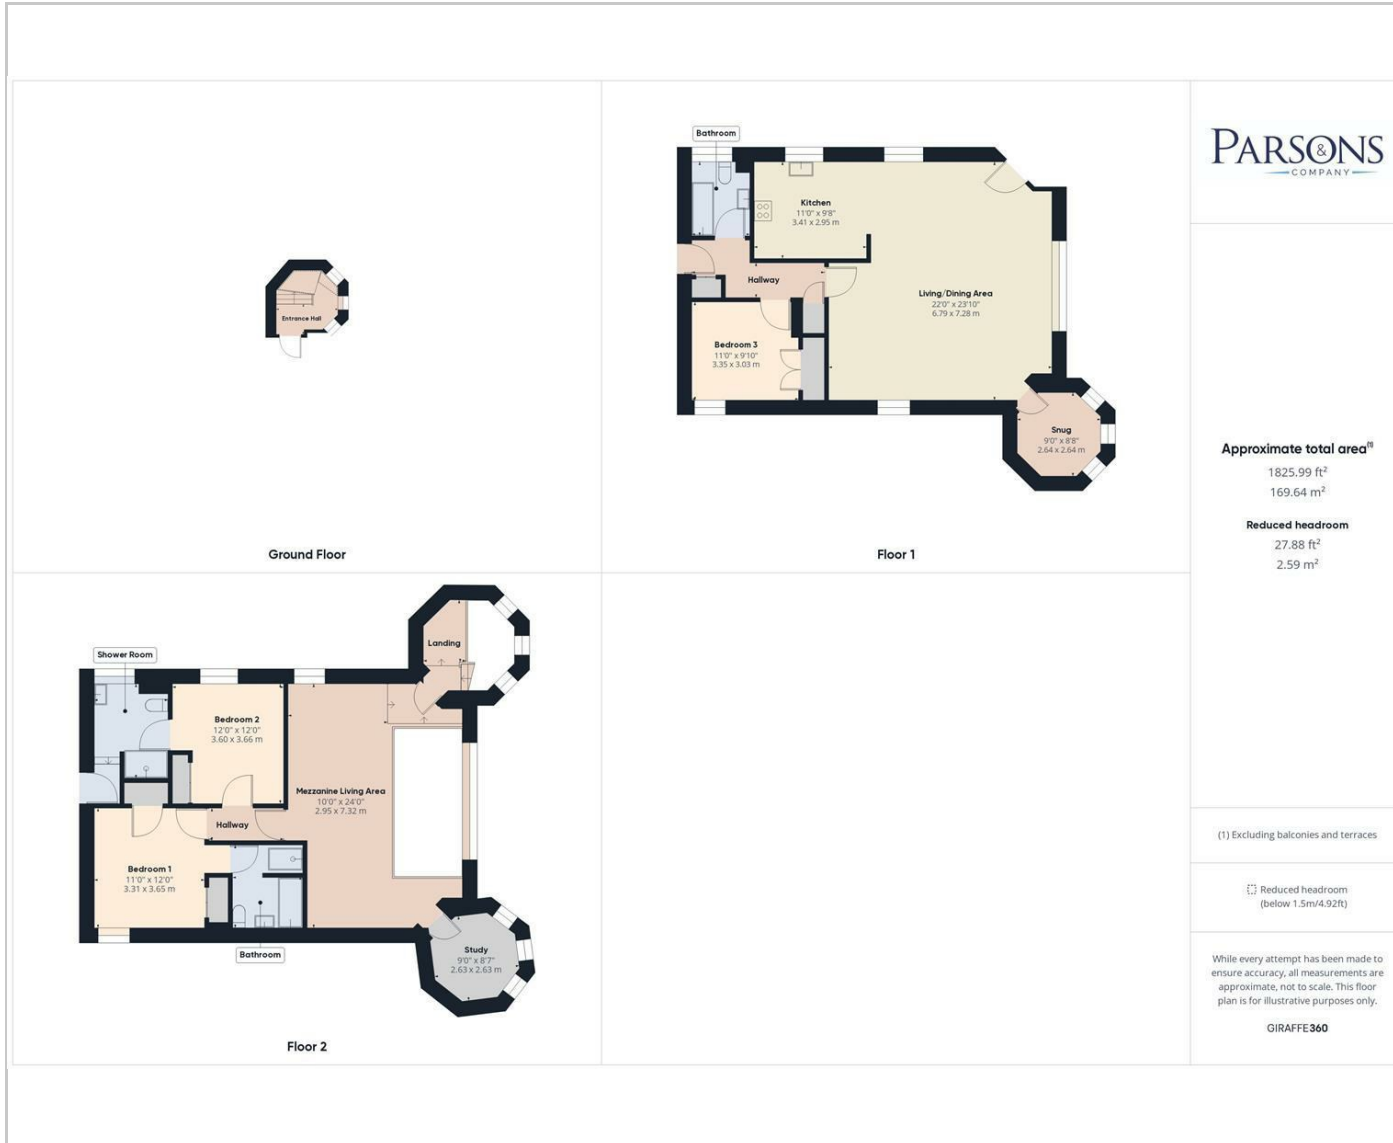 Entrance Hall
Ground Floor
Bathroom
Kitchen
11'0" x 9'8"
3.41 x 2.95 m
Hallway
Living/Dining Area
22'0" x 23'10"
6.79 x 7.28 m
Bedroom 3
11'0" x 9'10"
3.35 x 3.03 m
Snug
9'0" x 8'8"
2.64 x 2.64 m
Floor 1
Landing
Shower Room
Bedroom 2
12'0" x 12'0"
3.60 x 3.66 m
Mezzanine Living Area
10'0" x 24'0"
2.95 x 7.32 m
Hallway
Bedroom 1
11'0" x 12'0"
3.31 x 3.65 m
Bathroom
Study
9'0" x 8'7"
2.63 x 2.63 m
Floor 2
PARSONS &
COMPANY
Approximate total area(1)
1825.99 ft²
169.64 m²
Reduced headroom
27.88 ft²
2.59 m²
(1) Excluding balconies and terraces
Reduced headroom
(below 1.5m/4.92ft)
While every attempt has been made to
ensure accuracy, all measurements are
approximate, not to scale. This floor
plan is for illustrative purposes only.
GIRAFFE360